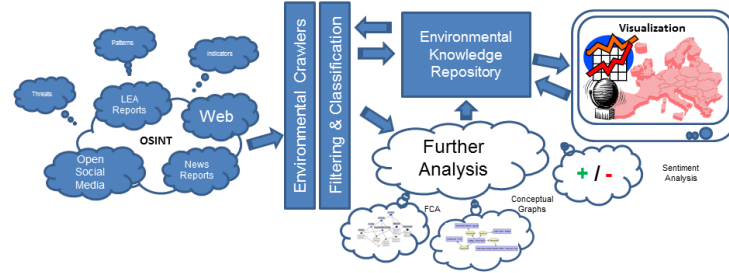 Patterns
Indicators
Threats
LEA
Reports
Web
OSINT
Open
Social
Media
News
Reports
Environmental Crawlers
Filtering & Classification
Environmental
Knowledge
Repository
Visualization
Further
Analysis
+ / -
Sentiment
Analysis
FCA
Conceptual
Graphs